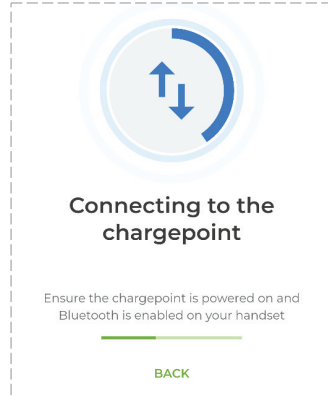 Connecting to the
chargepoint
Ensure the chargepoint is powered on and
Bluetooth is enabled on your handset
BACK